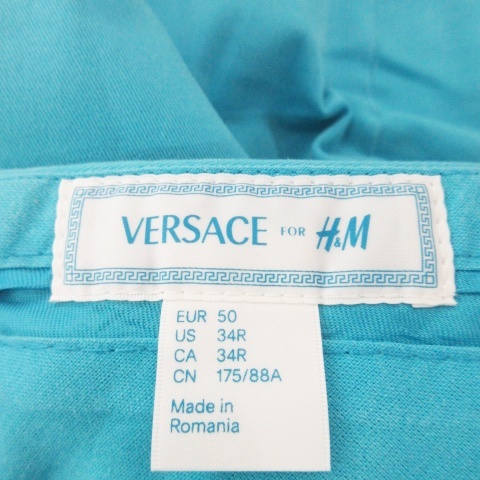 VERSACE FOR H&M
EUR 50
US 34R
CA 34R
CN 175/88A
Made in
Romania